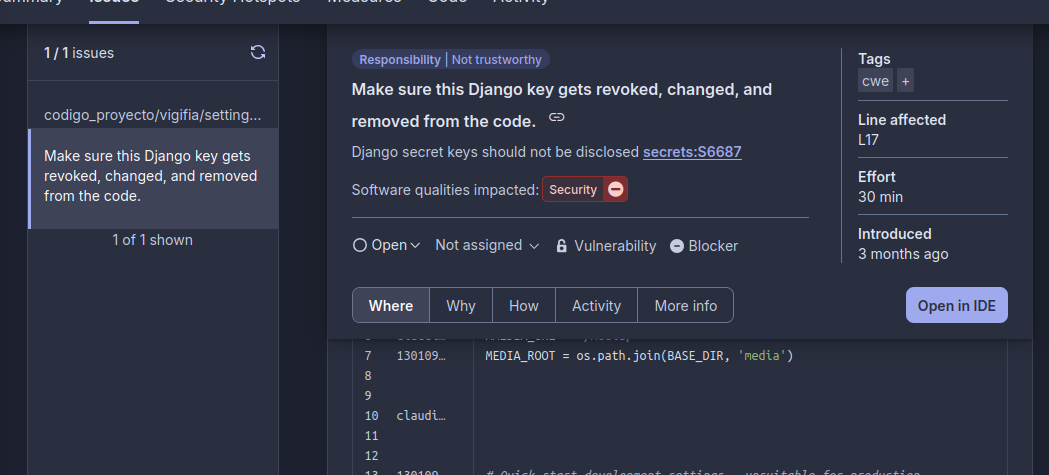 Issues
Security Hotspots
Measures
Code
Activity
1 / 1 issues
codigo_proyecto/vigifia/setting...
Make sure this Django key gets
revoked, changed, and removed
from the code.
1 of 1 shown
Responsibility | Not trustworthy
Make sure this Django key gets revoked, changed, and
removed from the code.
Django secret keys should not be disclosed secrets:S6687
Software qualities impacted: Security
Open Not assigned Vulnerability Blocker
Tags
cwe +
Line affected
L17
Effort
30 min
Introduced
3 months ago
Where Why How Activity More info
Open in IDE
7 130109… MEDIA_ROOT = os.path.join(BASE_DIR, 'media')
8
9
10 claudi…
11
12
13 130109… # Quick-start development settings - unsuitable for production